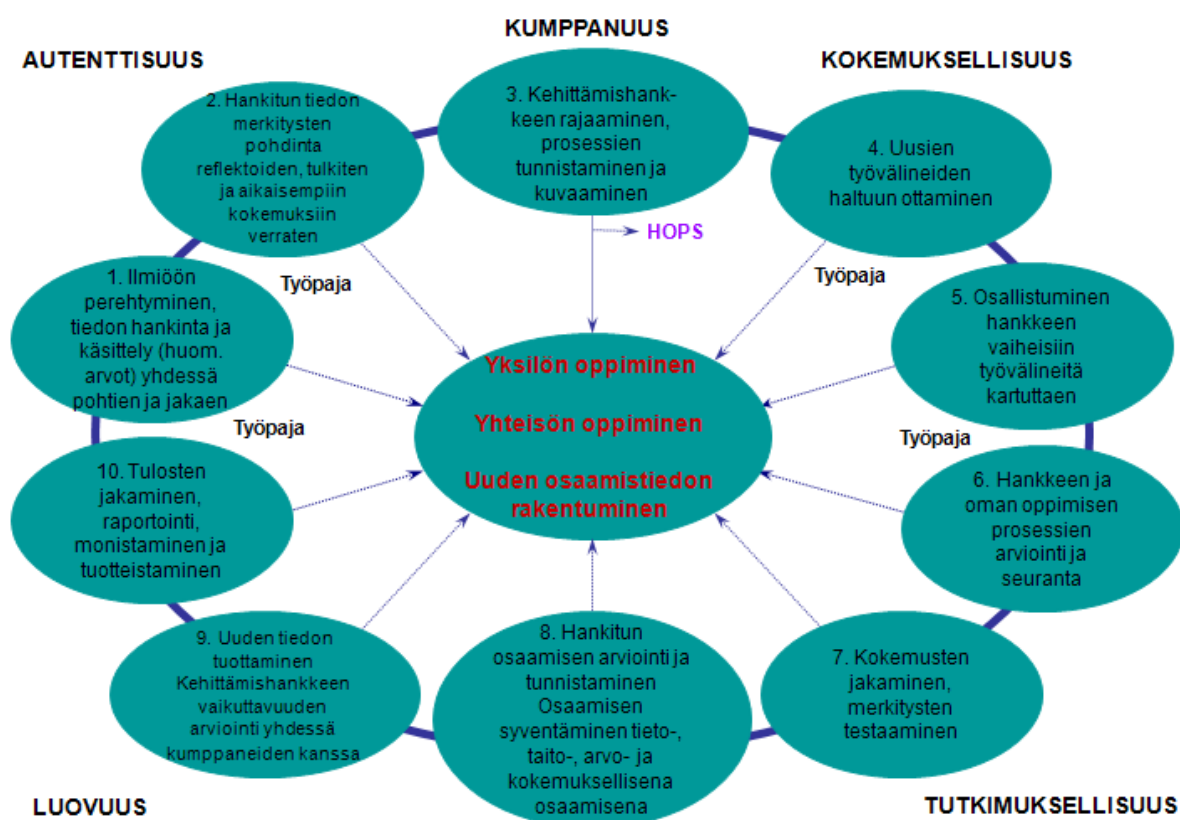 KUMPPANUUS
AUTENTTISUUS
KOKEMUKSELLISUUS
2. Hankitun tiedon
merkitysten
pohdinta
reflektoiden, tulkiten
ja aikaisempiin
kokemuksiin
verraten
3. Kehittämishank-
keen rajaaminen,
prosessien
tunnistaminen ja
kuvaaminen
4. Uusien
työvälineiden
haltuun ottaminen
HOPS
1. Ilmiöön
perehtyminen,
tiedon hankinta ja
käsittely (huom.
arvot) yhdessä
pohtien ja jakaen
Työpaja
Työpaja
5. Osallistuminen
hankkeen
vaiheisiin
työvälineitä
kartuttaen
Yksilön oppiminen
Yhteisön oppiminen
Uuden osaamistiedon
rakentuminen
Työpaja
Työpaja
10. Tulosten
jakaminen,
raportointi,
monistaminen ja
tuotteistaminen
6. Hankkeen ja
oman oppimisen
prosessien
arviointi ja
seuranta
9. Uuden tiedon
tuottaminen
Kehittämishankkeen
vaikuttavuuden
arviointi yhdessä
kumppaneiden kanssa
8. Hankitun
osaamisen arviointi ja
tunnistaminen
Osaamisen
syventäminen tieto-,
taito-, arvo- ja
kokemuksellisena
osaamisena
7. Kokemusten
jakaminen,
merkitysten
testaaminen
LUOVUUS
TUTKIMUKSELLISUUS